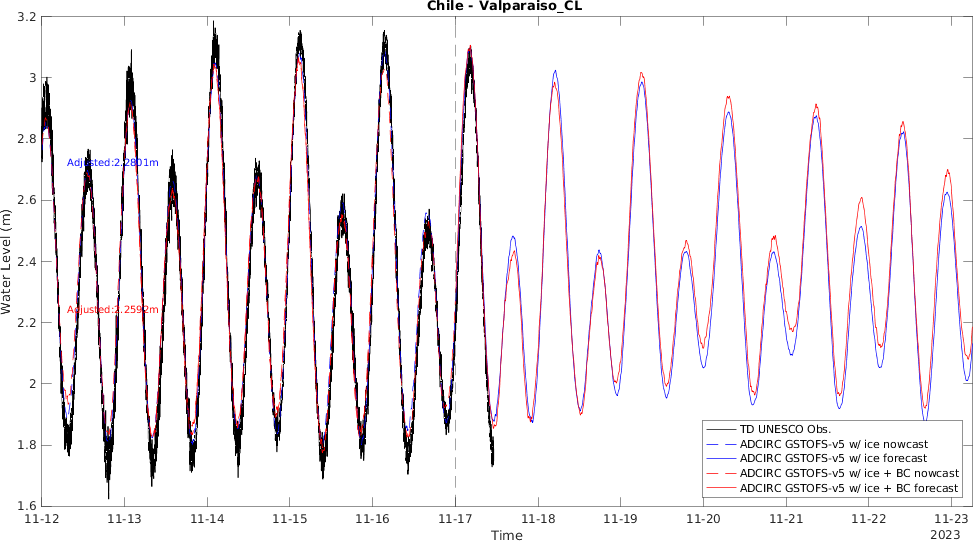 Chile - Valparaiso_CL
3.2
3
2.8
2.6
2.4
2.2
2
1.8
1.6
Water Level (m)
Adjusted:2.2801m
Adjusted:2.2592m
TD UNESCO Obs.
ADCIRC GSTOFS-v5 w/ ice nowcast
ADCIRC GSTOFS-v5 w/ ice forecast
ADCIRC GSTOFS-v5 w/ ice + BC nowcast
ADCIRC GSTOFS-v5 w/ ice + BC forecast
11-12 11-13 11-14 11-15 11-16 11-17 11-18 11-19 11-20 11-21 11-22 11-23
2023
Time